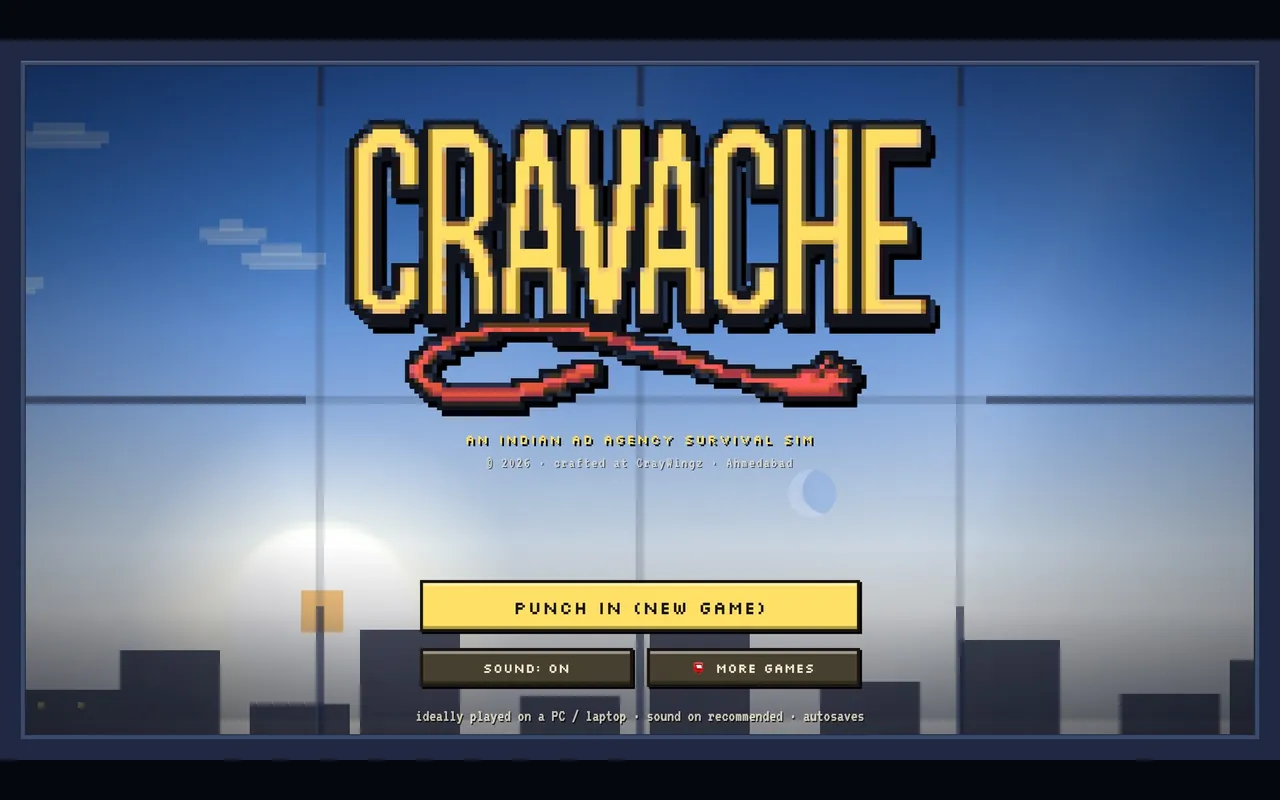 CRAVACHE
AN INDIAN AD AGENCY SURVIVAL SIM
© 2026 · crafted at CrayWingz · Ahmedabad
PUNCH IN (NEW GAME)
SOUND: ON
MORE GAMES
ideally played on a PC / laptop · sound on recommended · autosaves